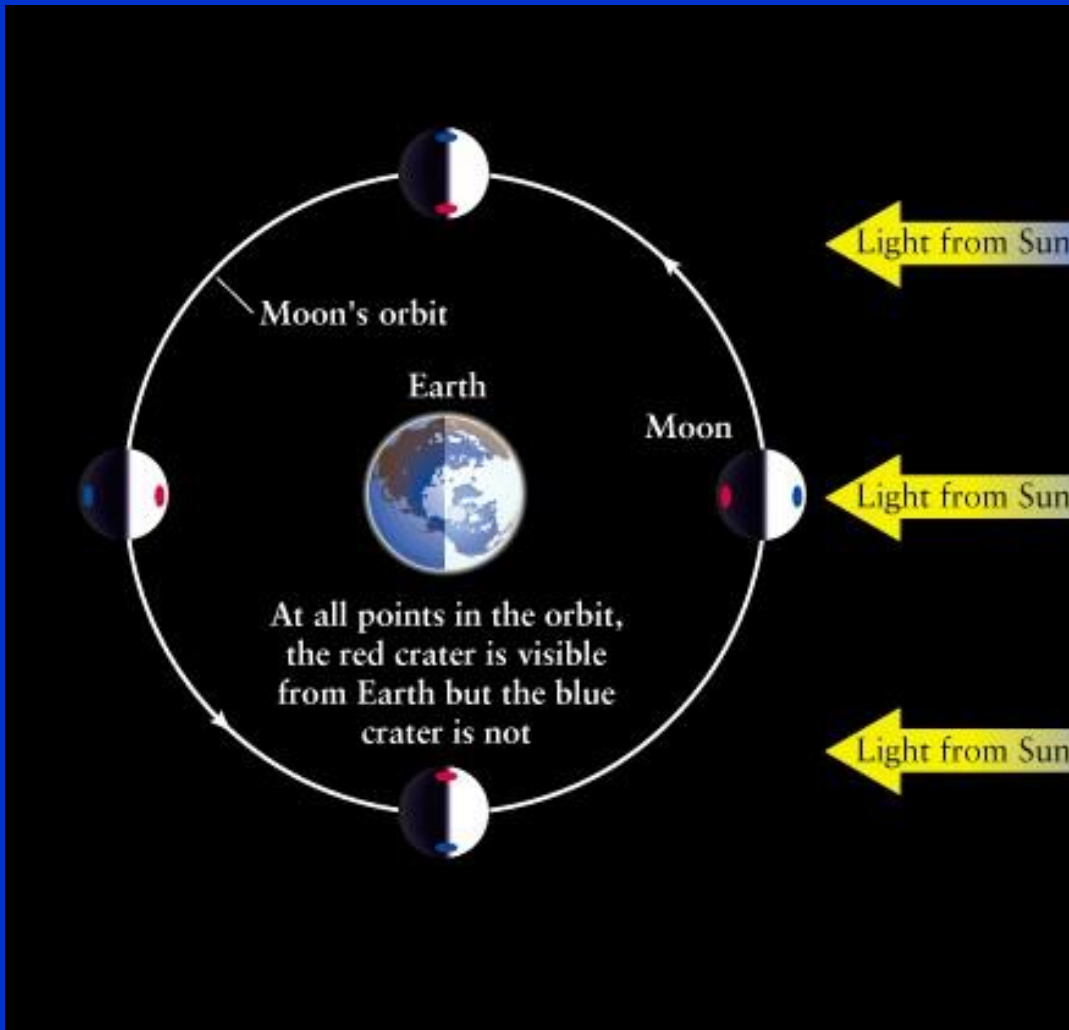 Light from Sun
Moon's orbit
Earth
Moon
Light from Sun
At all points in the orbit,
the red crater is visible
from Earth but the blue
crater is not
Light from Sun